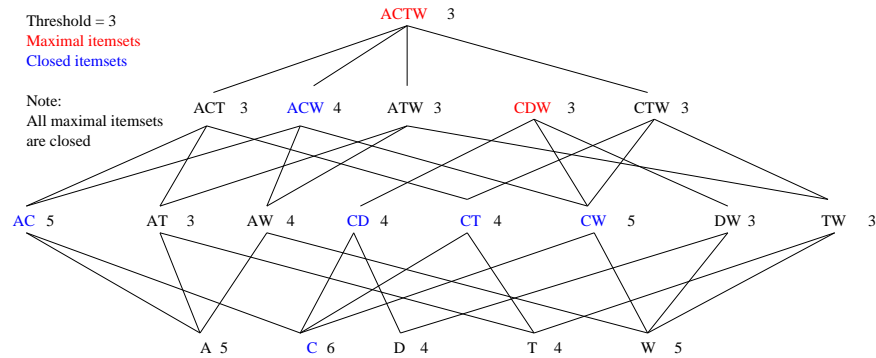 ACTW 3
Threshold = 3
Maximal itemsets
Closed itemsets
Note:
All maximal itemsets
are closed
ACT 3 ACW 4 ATW 3 CDW 3 CTW 3
AC 5 AT 3 AW 4 CD 4 CT 4 CW 5 DW 3 TW 3
A 5 C 6 D 4 T 4 W 5